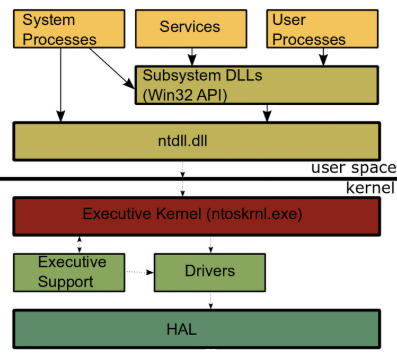 System
Processes
Services
User
Processes
Subsystem DLLs
(Win32 API)
ntdll.dll
user space
kernel
Executive Kernel (ntoskrnl.exe)
Executive
Support
Drivers
HAL